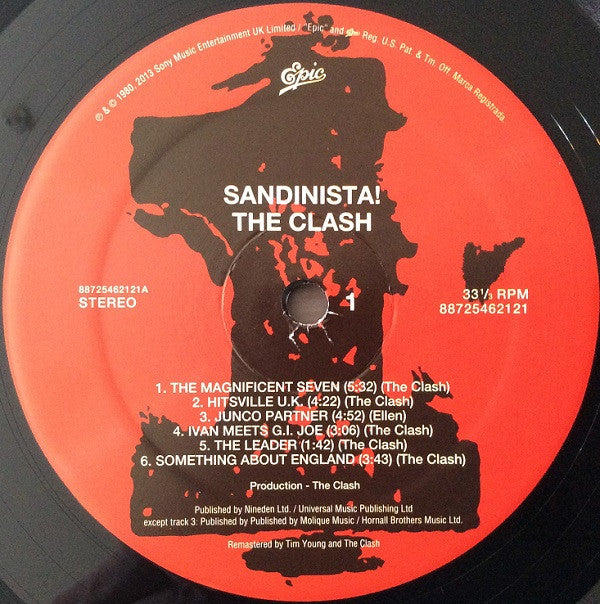 ℗ & © 1980, 2013 Sony Music Entertainment UK Limited / "Epic" and Reg. U.S. Pat. & Tm. Off. Marca Registrada.
Epic
SANDINISTA!
THE CLASH
88725462121A
STEREO
1
33⅓ RPM
88725462121
1. THE MAGNIFICENT SEVEN (5:32) (The Clash)
2. HITSVILLE U.K. (4:22) (The Clash)
3. JUNCO PARTNER (4:52) (Ellen)
4. IVAN MEETS G.I. JOE (3:06) (The Clash)
5. THE LEADER (1:42) (The Clash)
6. SOMETHING ABOUT ENGLAND (3:43) (The Clash)
Production - The Clash
Published by Nineden Ltd. / Universal Music Publishing Ltd
except track 3: Published by Published by Molique Music / Hornall Brothers Music Ltd.
Remastered by Tim Young and The Clash